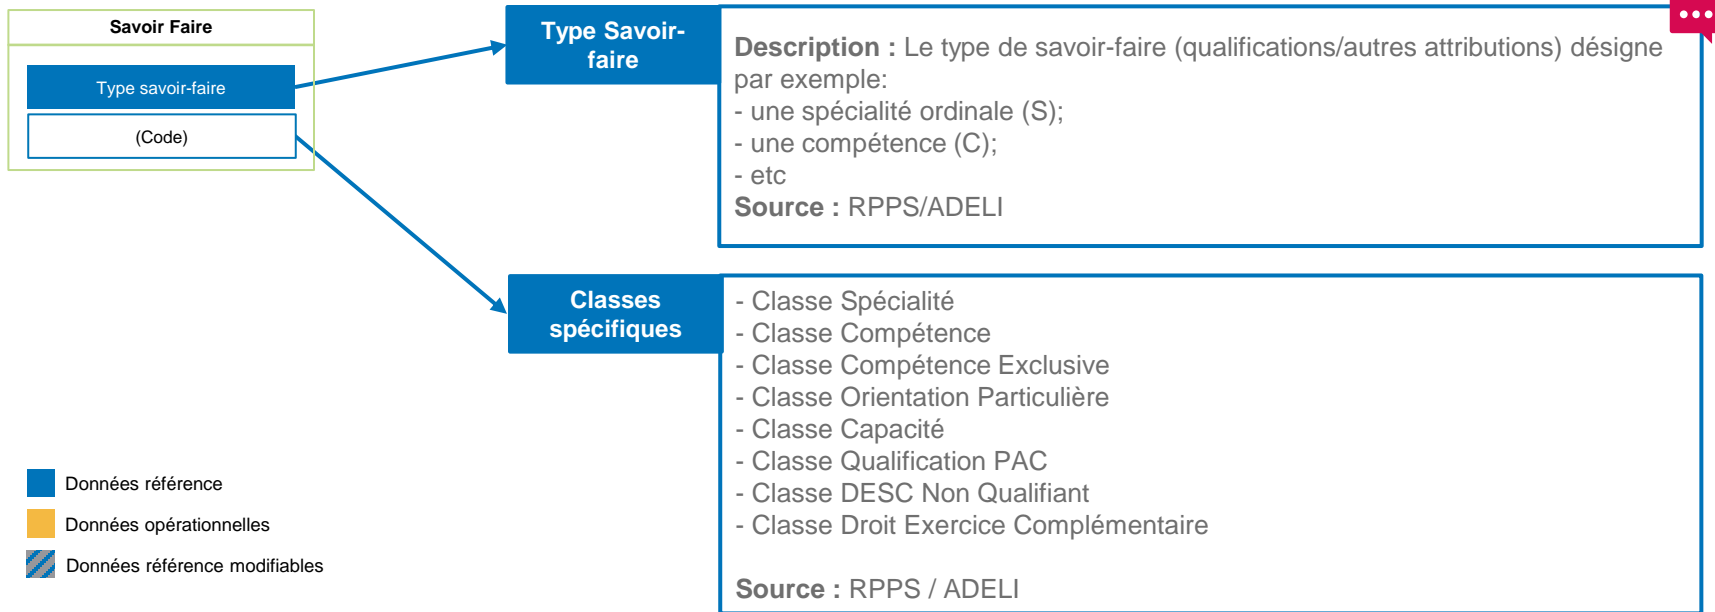 Savoir Faire
Type savoir-faire
(Code)
Type Savoir-
faire
Description : Le type de savoir-faire (qualifications/autres attributions) désigne
par exemple:
- une spécialité ordinale (S);
- une compétence (C);
- etc
Source : RPPS/ADELI
Classes
spécifiques
- Classe Spécialité
- Classe Compétence
- Classe Compétence Exclusive
- Classe Orientation Particulière
- Classe Capacité
- Classe Qualification PAC
- Classe DESC Non Qualifiant
- Classe Droit Exercice Complémentaire
Source : RPPS / ADELI
Données référence
Données opérationnelles
Données référence modifiables